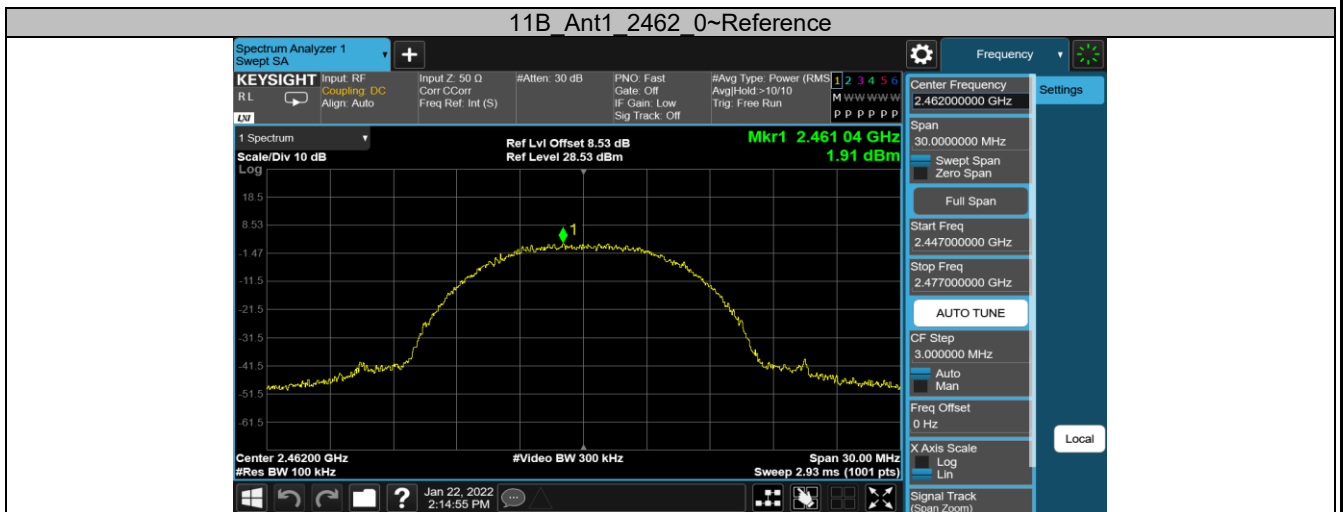 11B_Ant1_2462_0~Reference
Spectrum Analyzer 1
Swept SA
+
Frequency
KEYSIGHT
RL
LXI
Input: RF
Coupling: DC
Align: Auto
Input Z: 50 Ω
Corr CCorr
Freq Ref: Int (S)
#Atten: 30 dB
PNO: Fast
Gate: Off
IF Gain: Low
Sig Track: Off
#Avg Type: Power (RMS
Avg|Hold:>10/10
Trig: Free Run
1 2 3 4 5 6
M W W W W W
P P P P P P
1 Spectrum
Scale/Div 10 dB
Log
Ref Lvl Offset 8.53 dB
Ref Level 28.53 dBm
Mkr1 2.461 04 GHz
1.91 dBm
18.5
8.53
-1.47
-11.5
-21.5
-31.5
-41.5
-51.5
-61.5
1
Center 2.46200 GHz
#Res BW 100 kHz
#Video BW 300 kHz
Span 30.00 MHz
Sweep 2.93 ms (1001 pts)
Center Frequency
2.462000000 GHz
Span
30.0000000 MHz
Swept Span
Zero Span
Full Span
Start Freq
2.447000000 GHz
Stop Freq
2.477000000 GHz
AUTO TUNE
CF Step
3.000000 MHz
Auto
Man
Freq Offset
0 Hz
X Axis Scale
Log
Lin
Signal Track
(Span Zoom)
Settings
Local
?
Jan 22, 2022
2:14:55 PM